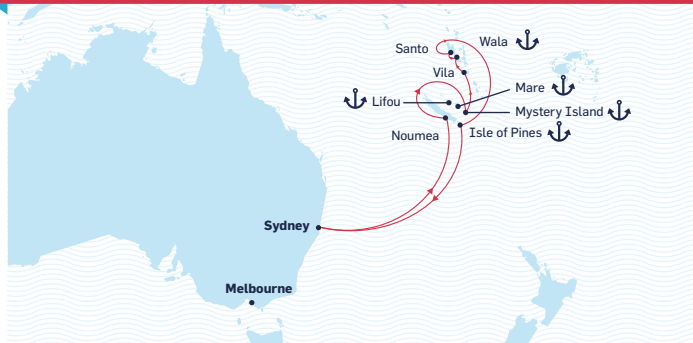 Wala
Santo
Vila
Mare
Lifou
Mystery Island
Noumea
Isle of Pines
Sydney
Melbourne